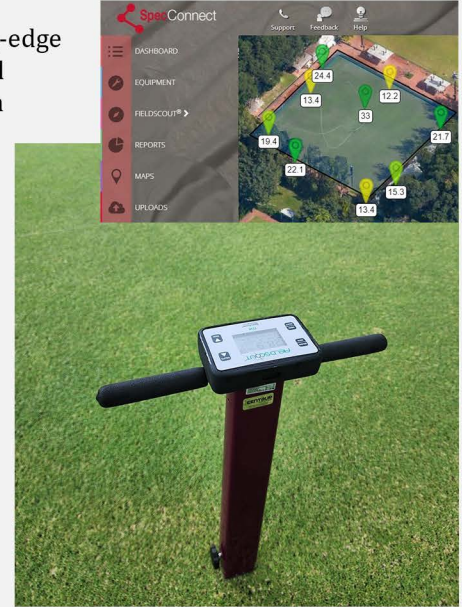 -edge
l
n
SpecConnect
Support Feedback Help
DASHBOARD
EQUIPMENT
FIELDSCOUT® >
REPORTS
MAPS
UPLOADS
24.4
12.2
13.4
33
19.4
21.7
22.1
15.3
13.4
FIELDSCOUT